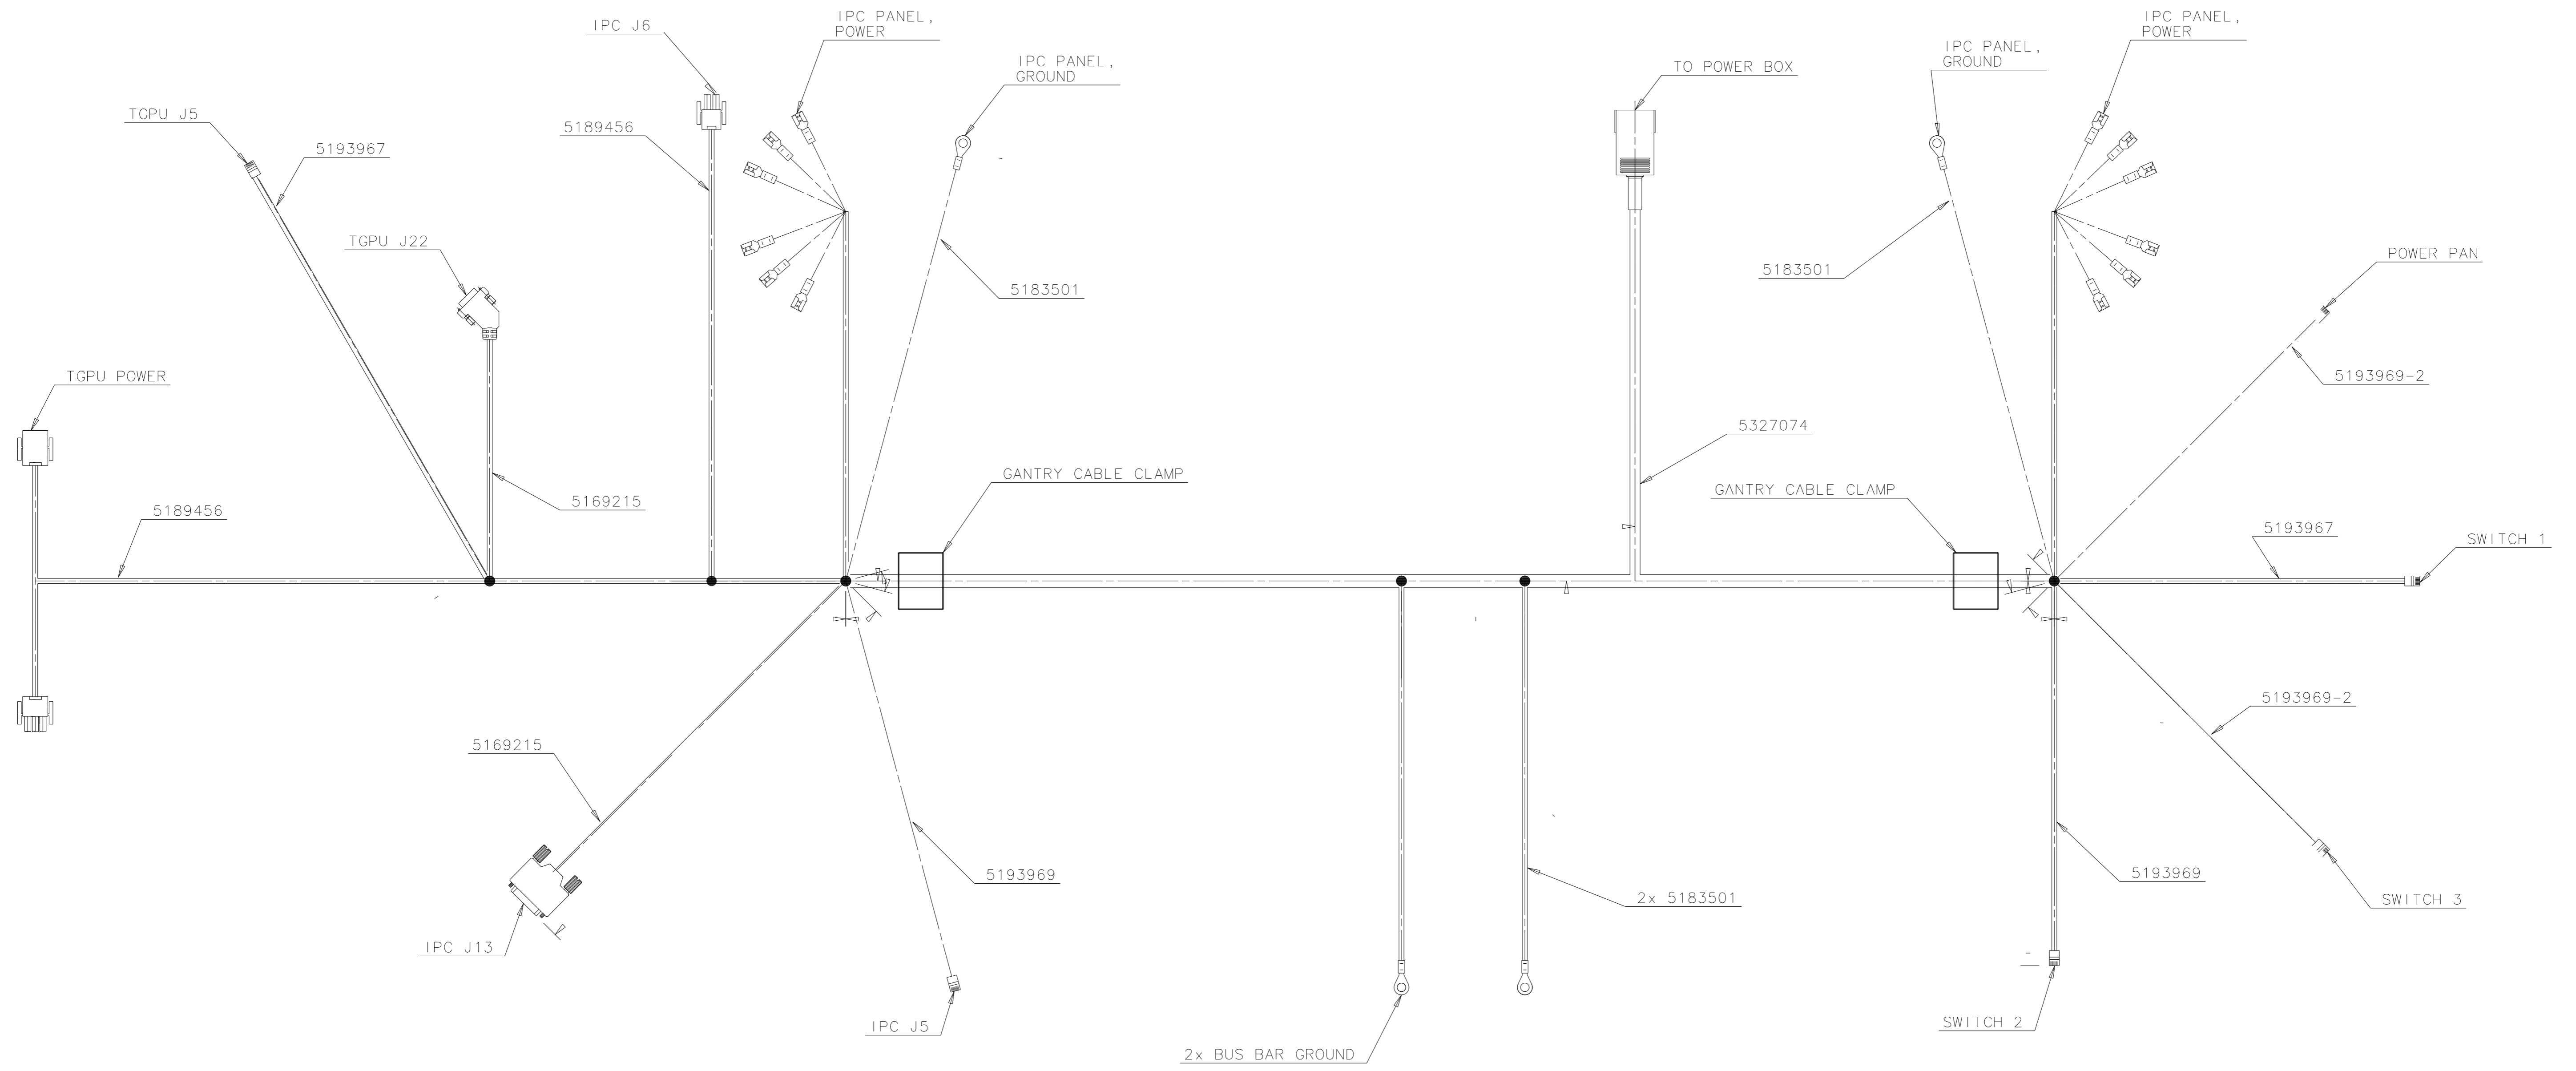 IPC J6
IPC PANEL,
POWER
IPC PANEL,
GROUND
IPC PANEL,
GROUND
IPC PANEL,
POWER
TO POWER BOX
TGPU J5
5193967
5189456
TGPU J22
5183501
5183501
POWER PAN
TGPU POWER
5193969-2
5327074
GANTRY CABLE CLAMP
GANTRY CABLE CLAMP
5169215
5189456
5193967
SWITCH 1
5193969-2
5169215
5193969
2x 5183501
5193969
SWITCH 3
IPC J13
IPC J5
SWITCH 2
2x BUS BAR GROUND